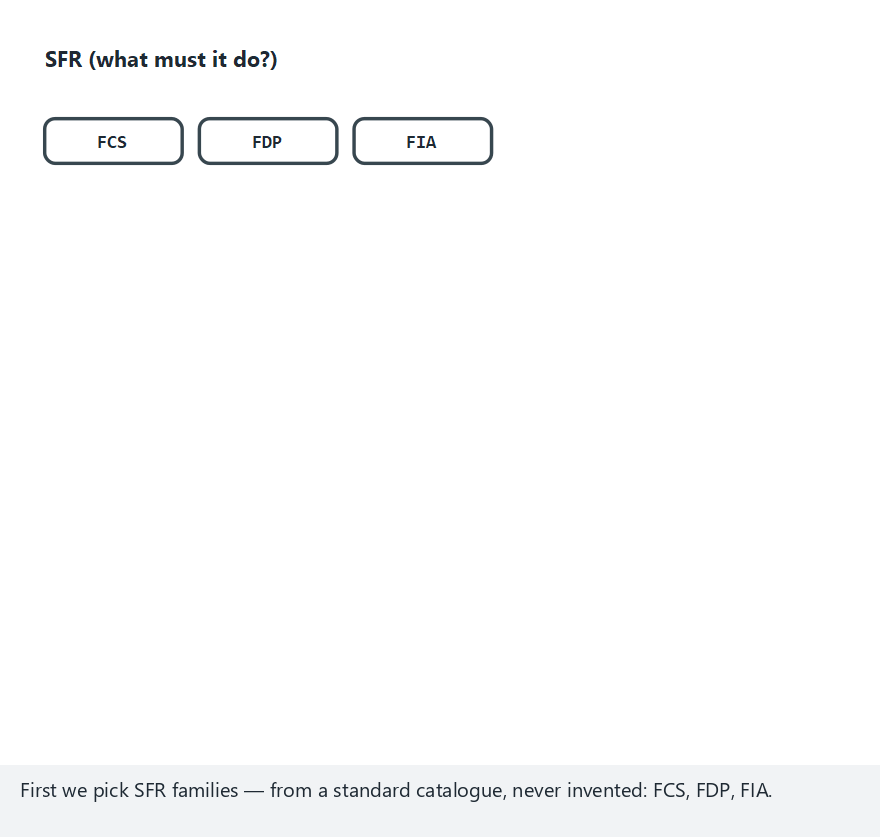 SFR (what must it do?)
FCS FDP FIA
First we pick SFR families — from a standard catalogue, never invented: FCS, FDP, FIA.